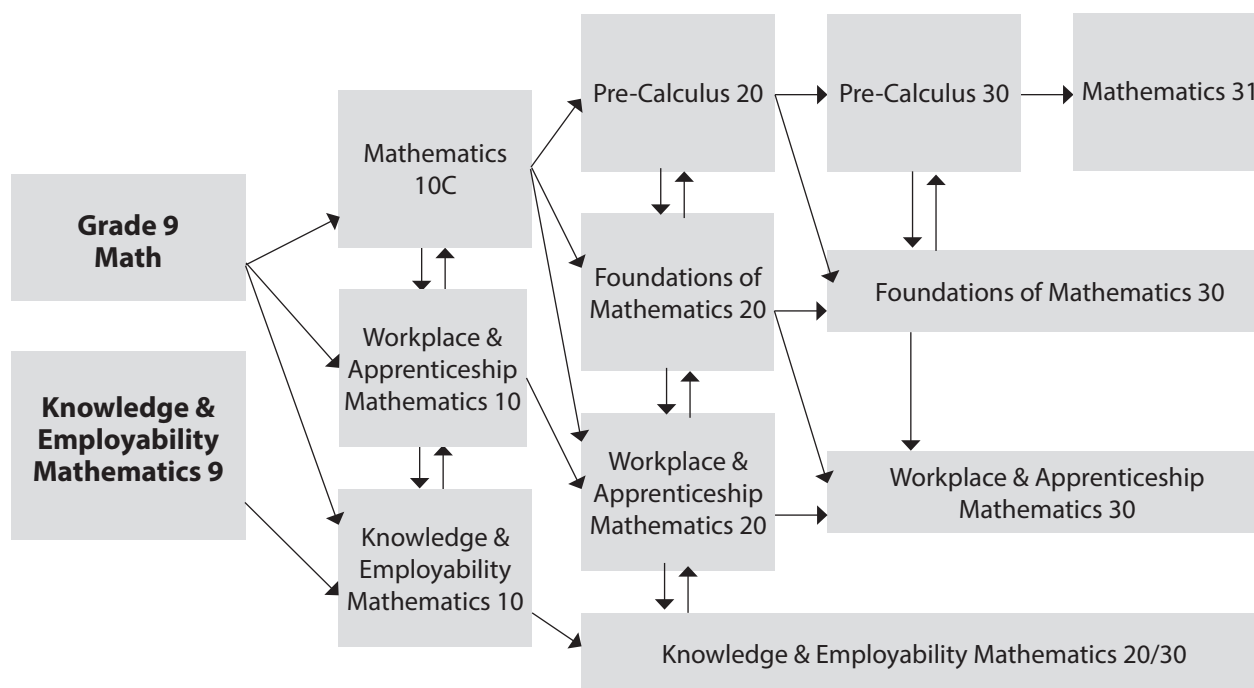 Grade 9
Math
Knowledge &
Employability
Mathematics 9
Mathematics
10C
Workplace &
Apprenticeship
Mathematics 10
Knowledge &
Employability
Mathematics 10
Pre-Calculus 20
Foundations of
Mathematics 20
Workplace &
Apprenticeship
Mathematics 20
Pre-Calculus 30
Mathematics 31
Foundations of Mathematics 30
Workplace & Apprenticeship
Mathematics 30
Knowledge & Employability Mathematics 20/30